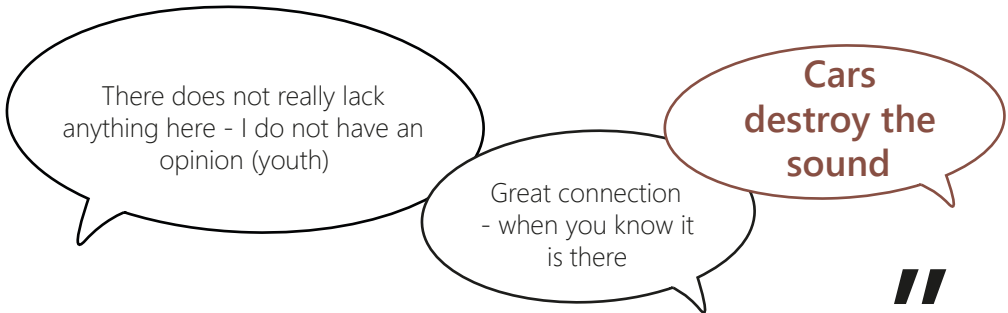 There does not really lack
anything here - I do not have an
opinion (youth)
Great connection
- when you know it
is there
Cars
destroy the
sound
"